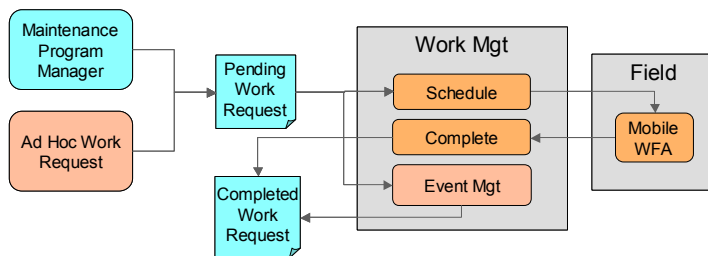 Maintenance
Program
Manager
Ad Hoc Work
Request
Pending
Work
Request
Completed
Work
Request
Work Mgt
Schedule
Complete
Event Mgt
Field
Mobile
WFA